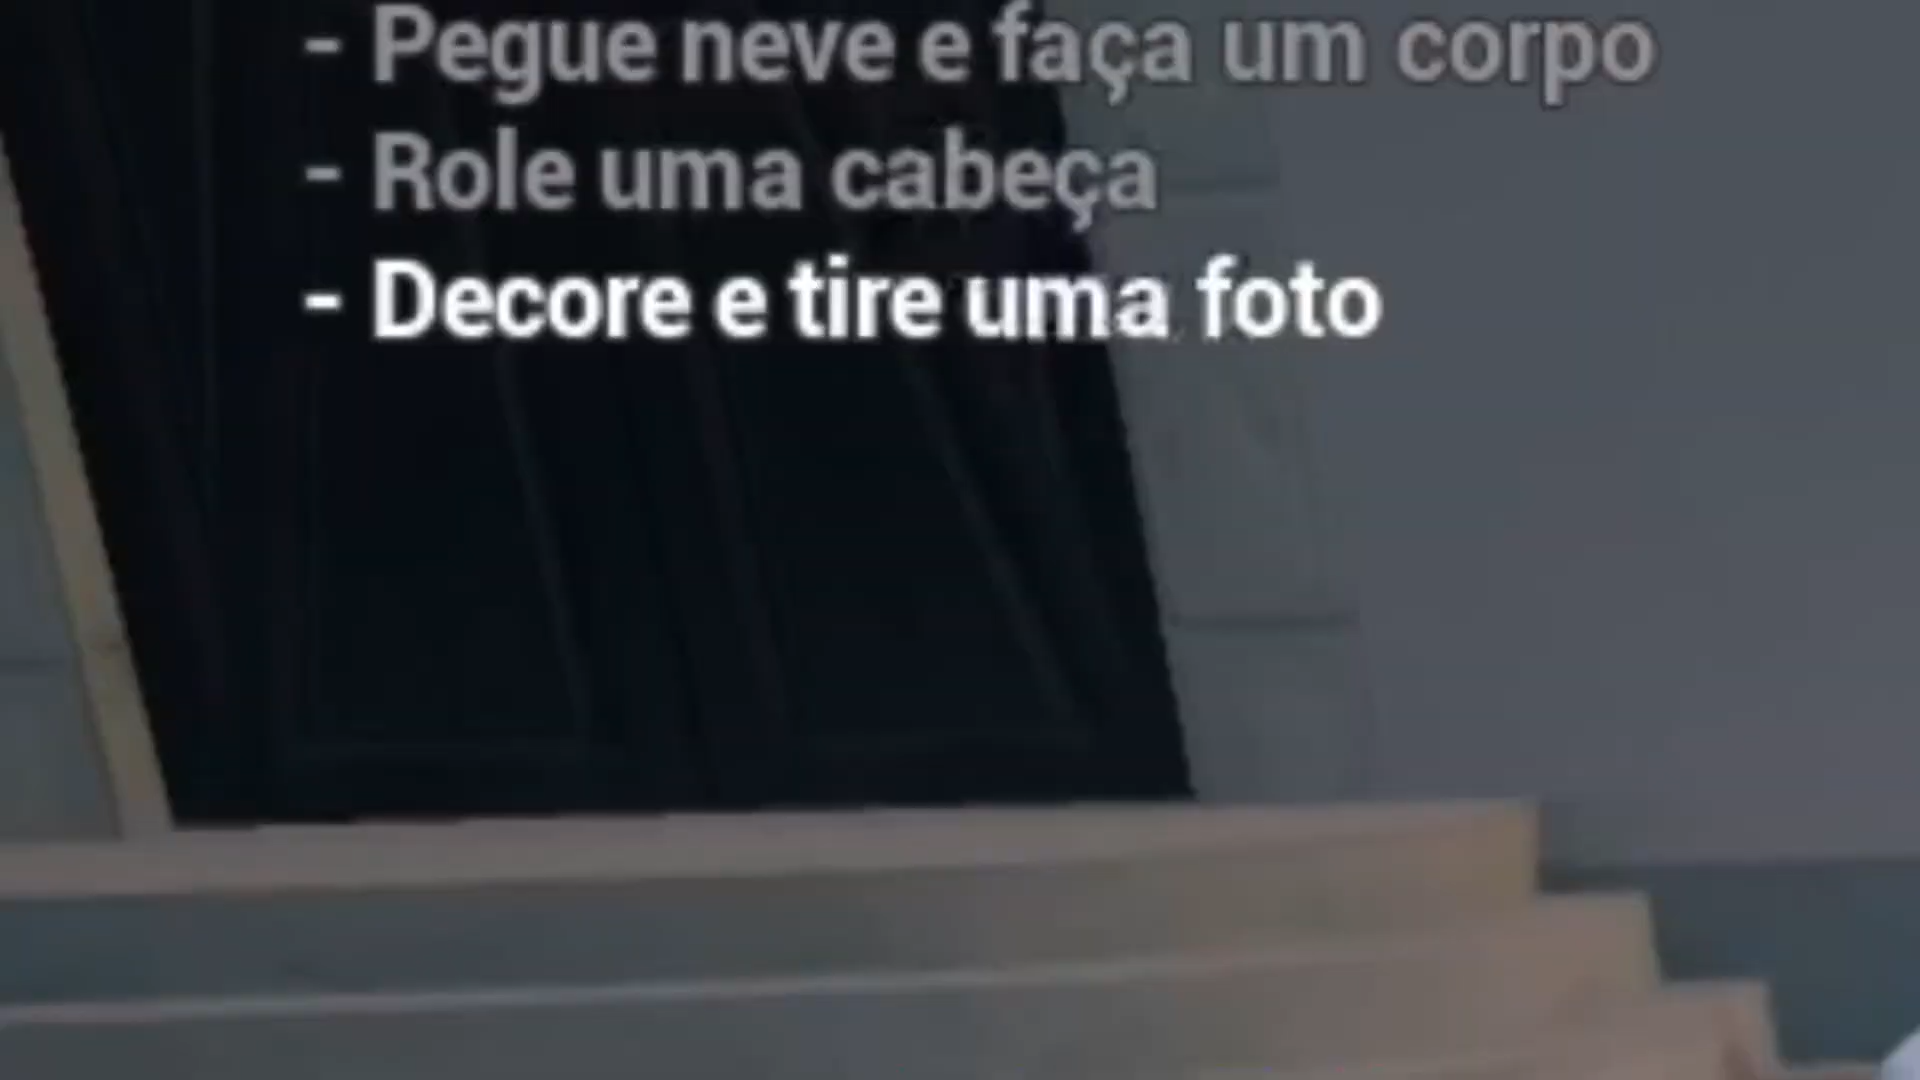 - Pegue neve e faça um corpo
- Role uma cabeça
- Decore e tire uma foto